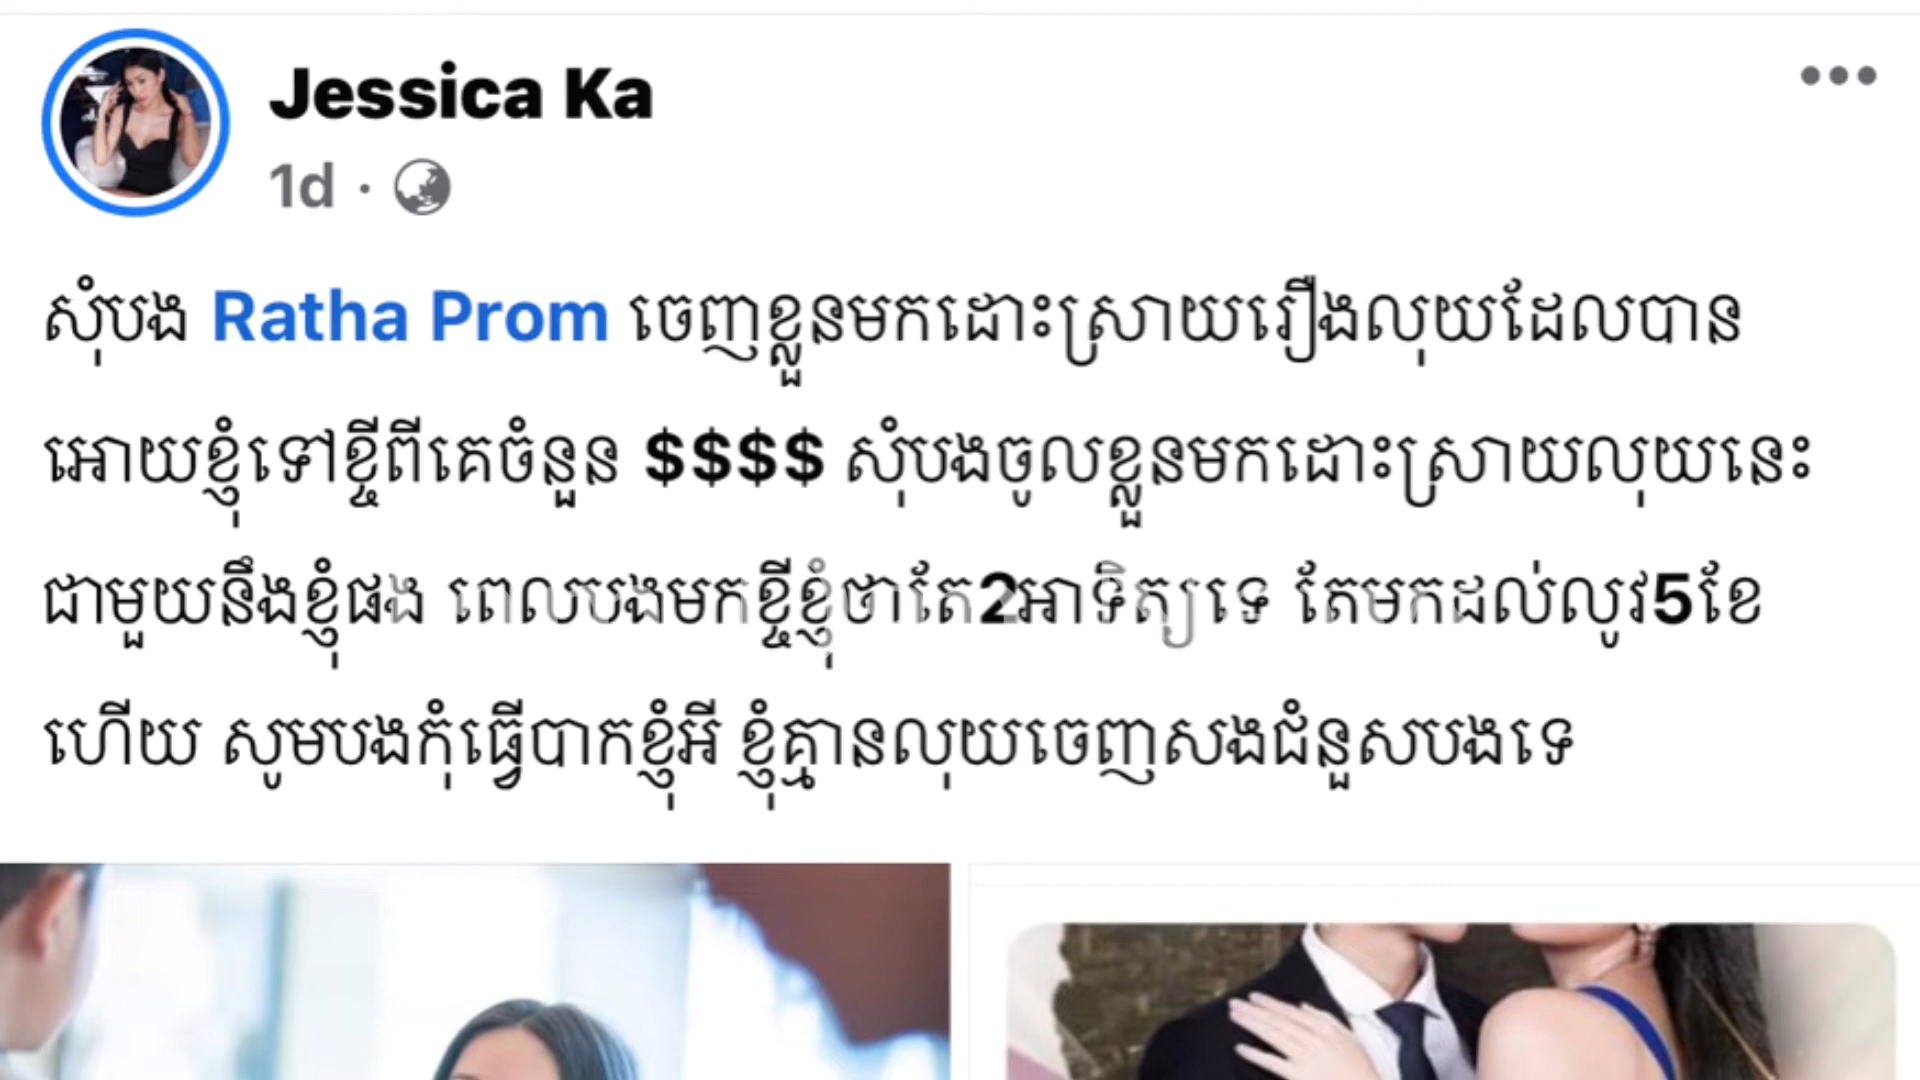 Jessica Ka
1d ·
សុំបង Ratha Prom ចេញខ្លួនមកដោះស្រាយរឿងលុយដែលបាន
អោយខ្ញុំទៅខ្ចីពីគេចំនួន $$$$ សុំបងចូលខ្លួនមកដោះស្រាយលុយនេះ
ជាមួយនឹងខ្ញុំផង ពេលបងមកខ្ចីខ្ញុំថាតែ2អាទិត្យទេ តែមកដល់លូវ5ខែ
ហើយ សូមបងកុំធ្វើបាកខ្ញុំអី ខ្ញុំគ្មានលុយចេញសងជំនួសបងទេ